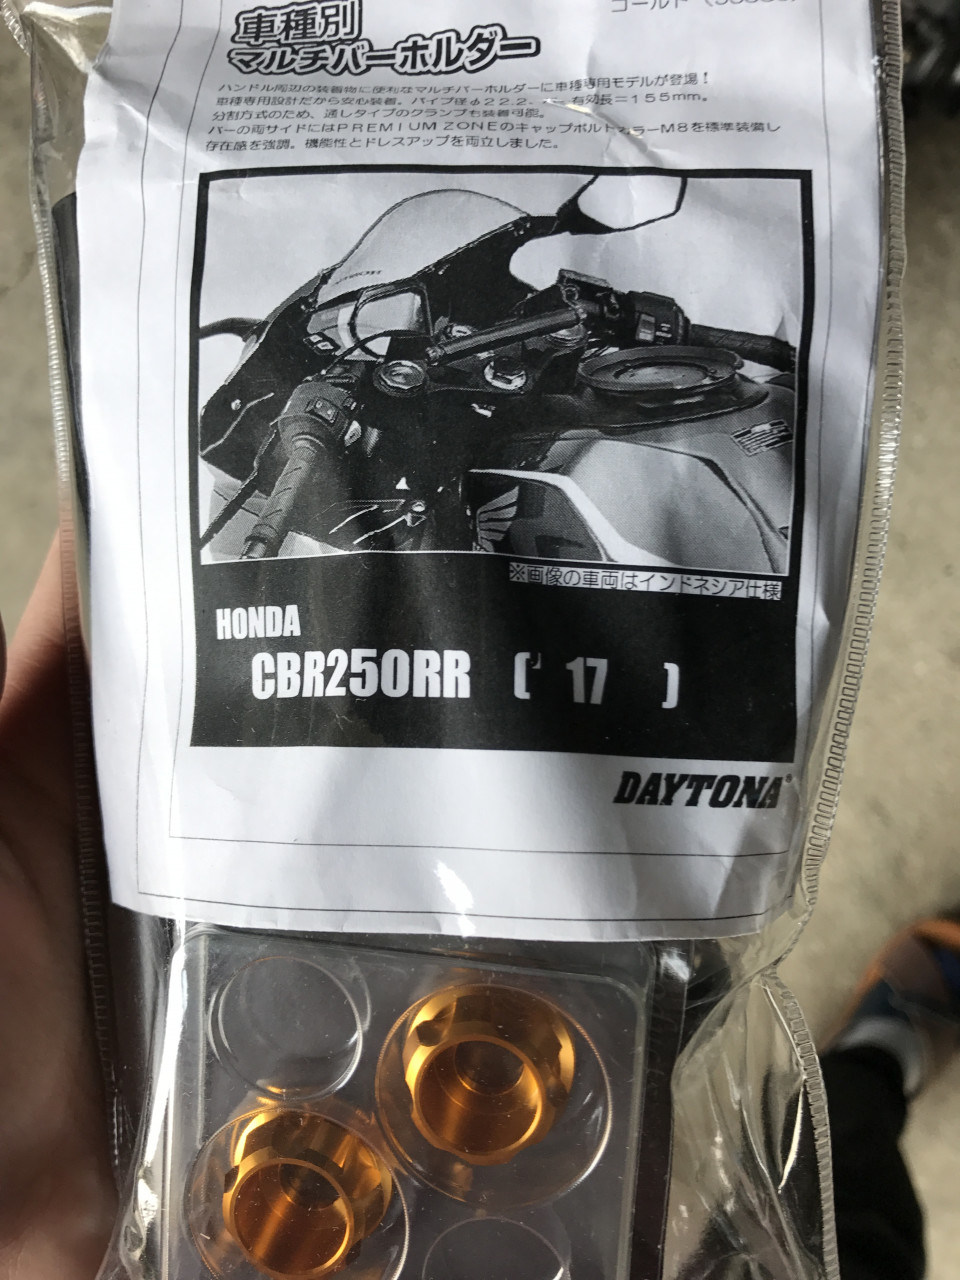 ゴールド
車種別
マルチバーホルダー
ハンドル周辺の装着物に便利なマルチバーホルダーに車種専用モデルが登場！
車種専用設計だから安心装着。パイプ径φ22.2、 有効長＝155mm。
分割方式のため、通しタイプのクランプも装着可能。
バーの両サイドにはPREMIUM ZONEのキャップボルトカラーM8を標準装備し
存在感を強調。機能性とドレスアップを両立しました。
※画像の車両はインドネシア仕様
HONDA
CBR250RR ('17 )
DAYTONA®